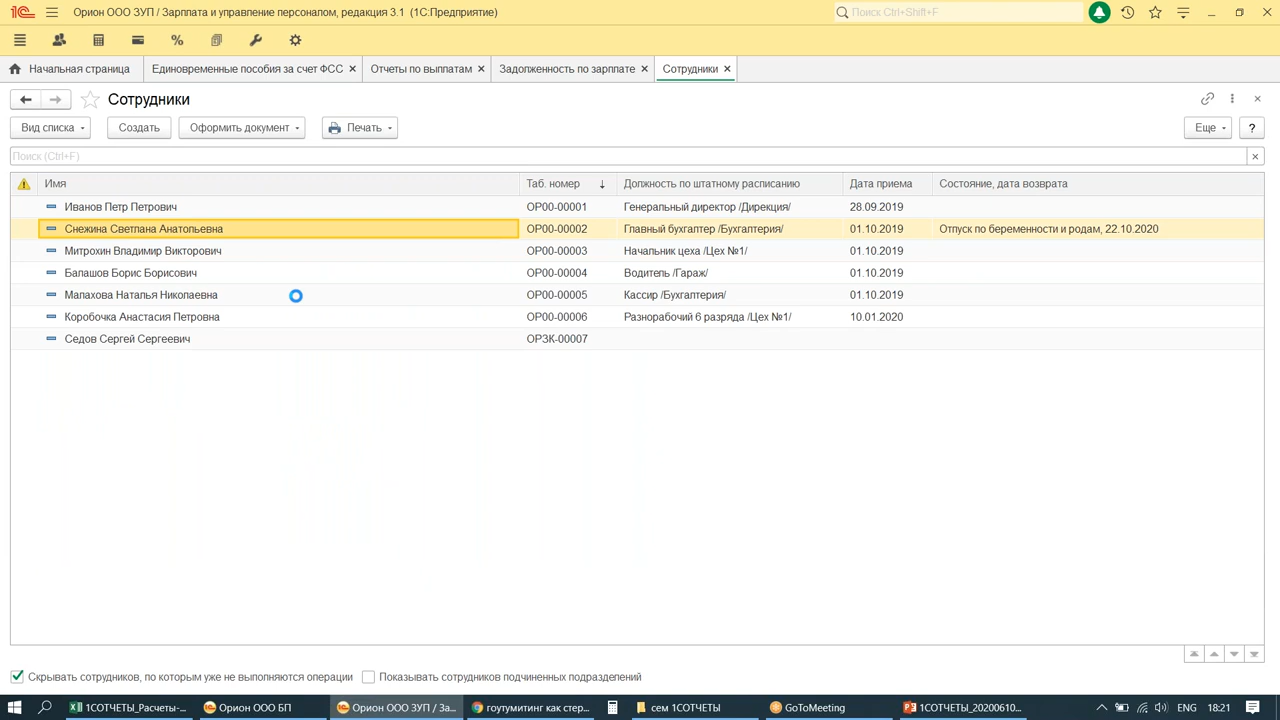 Орион ООО ЗУП / Зарплата и управление персоналом, редакция 3.1 (1С:Предприятие)
Поиск Ctrl+Shift+F
Начальная страница
Единовременные пособия за счет ФСС
Отчеты по выплатам
Задолженность по зарплате
Сотрудники
Сотрудники
Вид списка
Создать
Оформить документ
Печать
Еще
?
Поиск (Ctrl+F)
Имя Таб. номер ↓ Должность по штатному расписанию Дата приема Состояние, дата возврата
Иванов Петр Петрович ОР00-00001 Генеральный директор /Дирекция/ 28.09.2019
Снежина Светлана Анатольевна ОР00-00002 Главный бухгалтер /Бухгалтерия/ 01.10.2019 Отпуск по беременности и родам, 22.10.2020
Митрохин Владимир Викторович ОР00-00003 Начальник цеха /Цех №1/ 01.10.2019
Балашов Борис Борисович ОР00-00004 Водитель /Гараж/ 01.10.2019
Малахова Наталья Николаевна ОР00-00005 Кассир /Бухгалтерия/ 01.10.2019
Коробочка Анастасия Петровна ОР00-00006 Разнорабочий 6 разряда /Цех №1/ 10.01.2020
Седов Сергей Сергеевич ОРЗК-00007
Скрывать сотрудников, по которым уже не выполняются операции
Показывать сотрудников подчиненных подразделений
1СОТЧЕТЫ_Расчеты-...
Орион ООО БП
Орион ООО ЗУП / За...
гоутумитинг как стер...
сем 1СОТЧЕТЫ
GoToMeeting
1СОТЧЕТЫ_20200610...
ENG
18:21